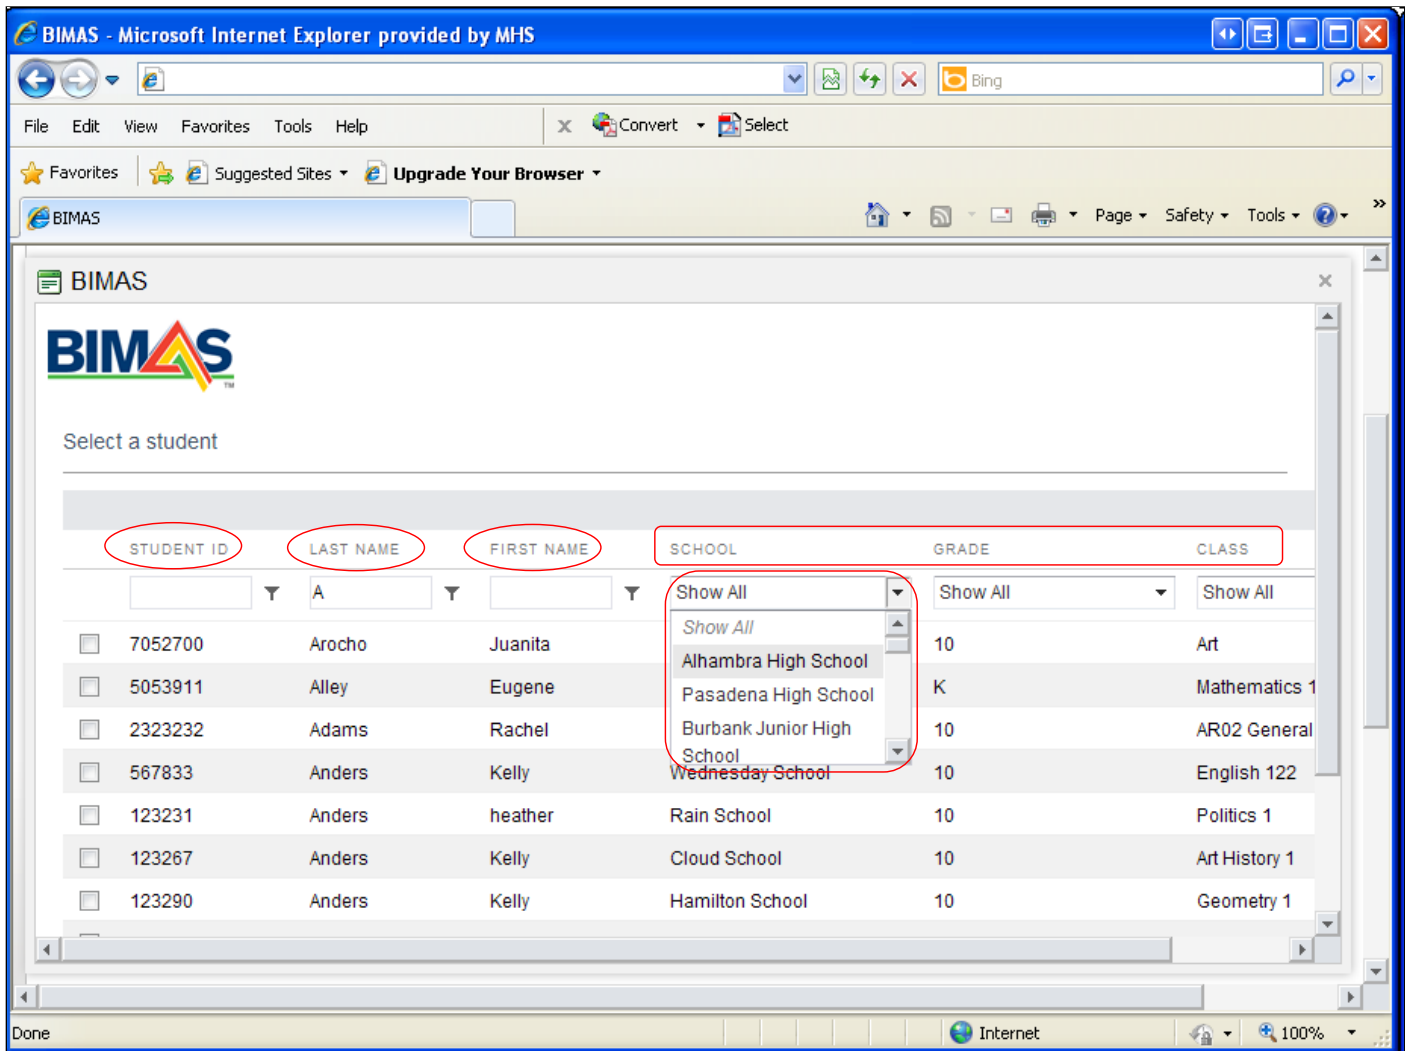 BIMAS - Microsoft Internet Explorer provided by MHS
Bing
File Edit View Favorites Tools Help x Convert Select
Favorites Suggested Sites Upgrade Your Browser
BIMAS Page Safety Tools »
BIMAS
BIMAS TM
Select a student
STUDENT ID LAST NAME FIRST NAME SCHOOL GRADE CLASS
A Show All Show All Show All
Show All
Alhambra High School
Pasadena High School
Burbank Junior High
School
7052700 Arocho Juanita 10 Art
5053911 Alley Eugene K Mathematics 1
2323232 Adams Rachel 10 AR02 General
567833 Anders Kelly Wednesday School 10 English 122
123231 Anders heather Rain School 10 Politics 1
123267 Anders Kelly Cloud School 10 Art History 1
123290 Anders Kelly Hamilton School 10 Geometry 1
Done Internet 100%